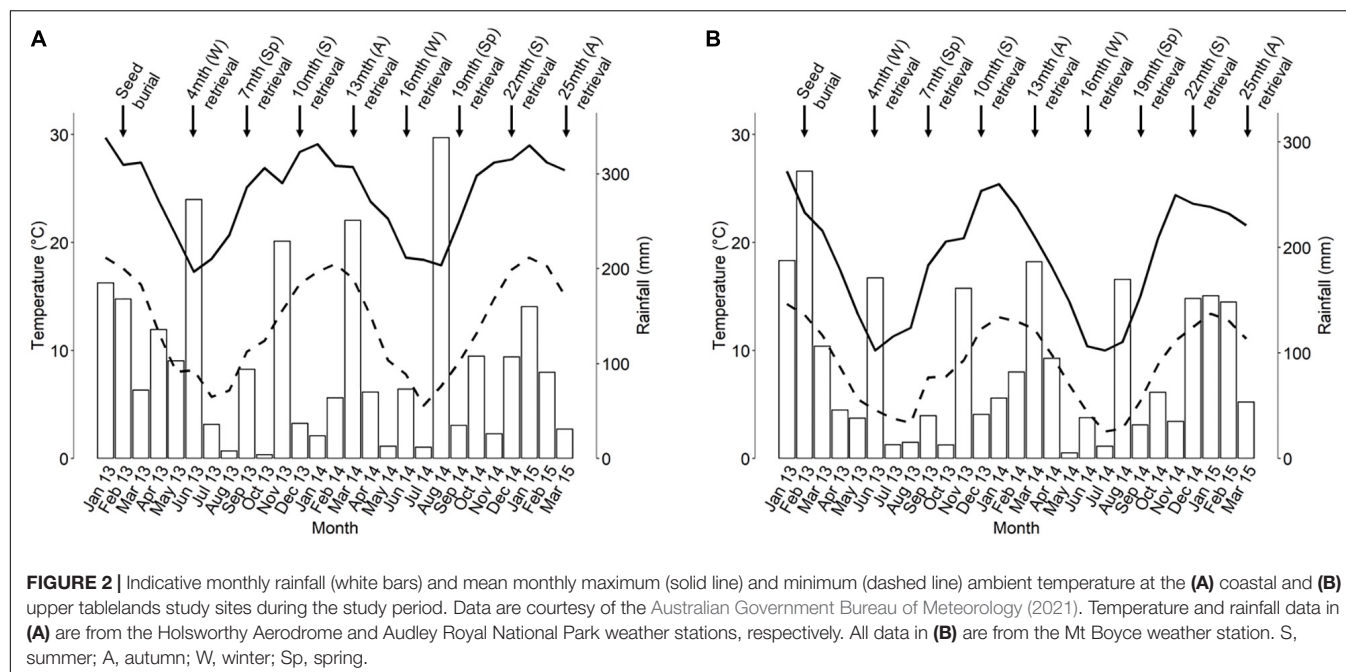 A
Seed
burial
4mth (W)
retrieval
7mth (Sp)
retrieval
10mth (S)
retrieval
13mth (A)
retrieval
16mth (W)
retrieval
19mth (Sp)
retrieval
22mth (S)
retrieval
25mth (A)
retrieval
30
20
10
0
Temperature (°C)
300
200
100
0
Rainfall (mm)
Jan 13
Feb 13
Mar 13
Apr 13
May 13
Jun 13
Jul 13
Aug 13
Sep 13
Oct 13
Nov 13
Dec 13
Jan 14
Feb 14
Mar 14
Apr 14
May 14
Jun 14
Jul 14
Aug 14
Sep 14
Oct 14
Nov 14
Dec 14
Jan 15
Feb 15
Mar 15
Month
B
Seed
burial
4mth (W)
retrieval
7mth (Sp)
retrieval
10mth (S)
retrieval
13mth (A)
retrieval
16mth (W)
retrieval
19mth (Sp)
retrieval
22mth (S)
retrieval
25mth (A)
retrieval
30
20
10
0
Temperature (°C)
300
200
100
0
Rainfall (mm)
Jan 13
Feb 13
Mar 13
Apr 13
May 13
Jun 13
Jul 13
Aug 13
Sep 13
Oct 13
Nov 13
Dec 13
Jan 14
Feb 14
Mar 14
Apr 14
May 14
Jun 14
Jul 14
Aug 14
Sep 14
Oct 14
Nov 14
Dec 14
Jan 15
Feb 15
Mar 15
Month
FIGURE 2 | Indicative monthly rainfall (white bars) and mean monthly maximum (solid line) and minimum (dashed line) ambient temperature at the (A) coastal and (B)
upper tablelands study sites during the study period. Data are courtesy of the Australian Government Bureau of Meteorology (2021). Temperature and rainfall data in
(A) are from the Holsworthy Aerodrome and Audley Royal National Park weather stations, respectively. All data in (B) are from the Mt Boyce weather station. S,
summer; A, autumn; W, winter; Sp, spring.